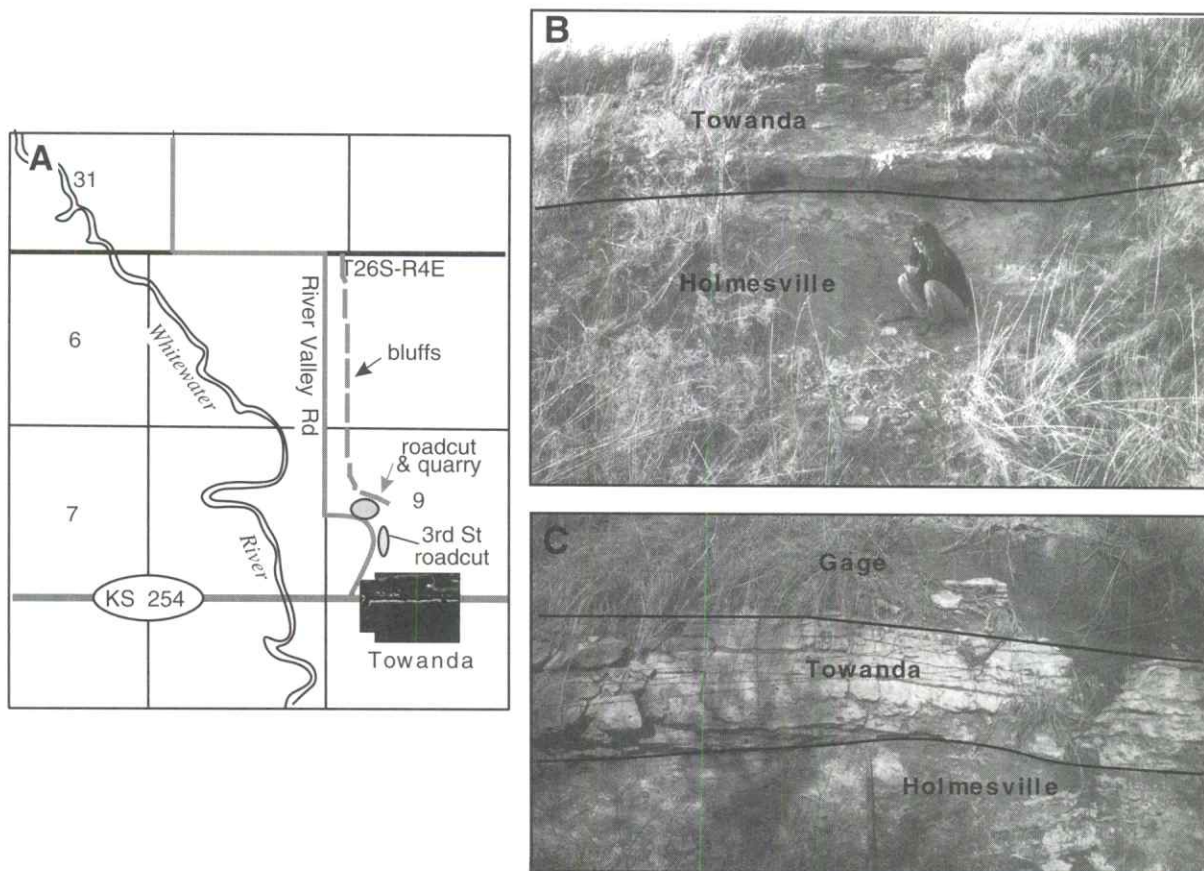 A
31
T26S-R4E
River Valley Rd
6
Whitewater
bluffs
roadcut
& quarry
7
9
3rd St
roadcut
River
KS 254
Towanda
B
Towanda
Holmesville
C
Gage
Towanda
Holmesville